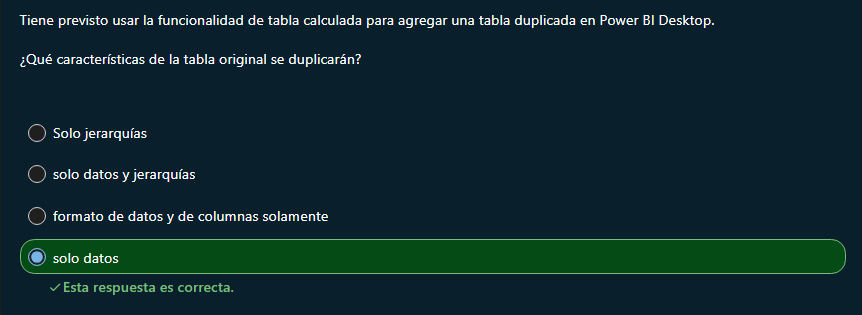 Tiene previsto usar la funcionalidad de tabla calculada para agregar una tabla duplicada en Power BI Desktop.
¿Qué características de la tabla original se duplicarán?
Solo jerarquías
solo datos y jerarquías
formato de datos y de columnas solamente
solo datos
✓Esta respuesta es correcta.